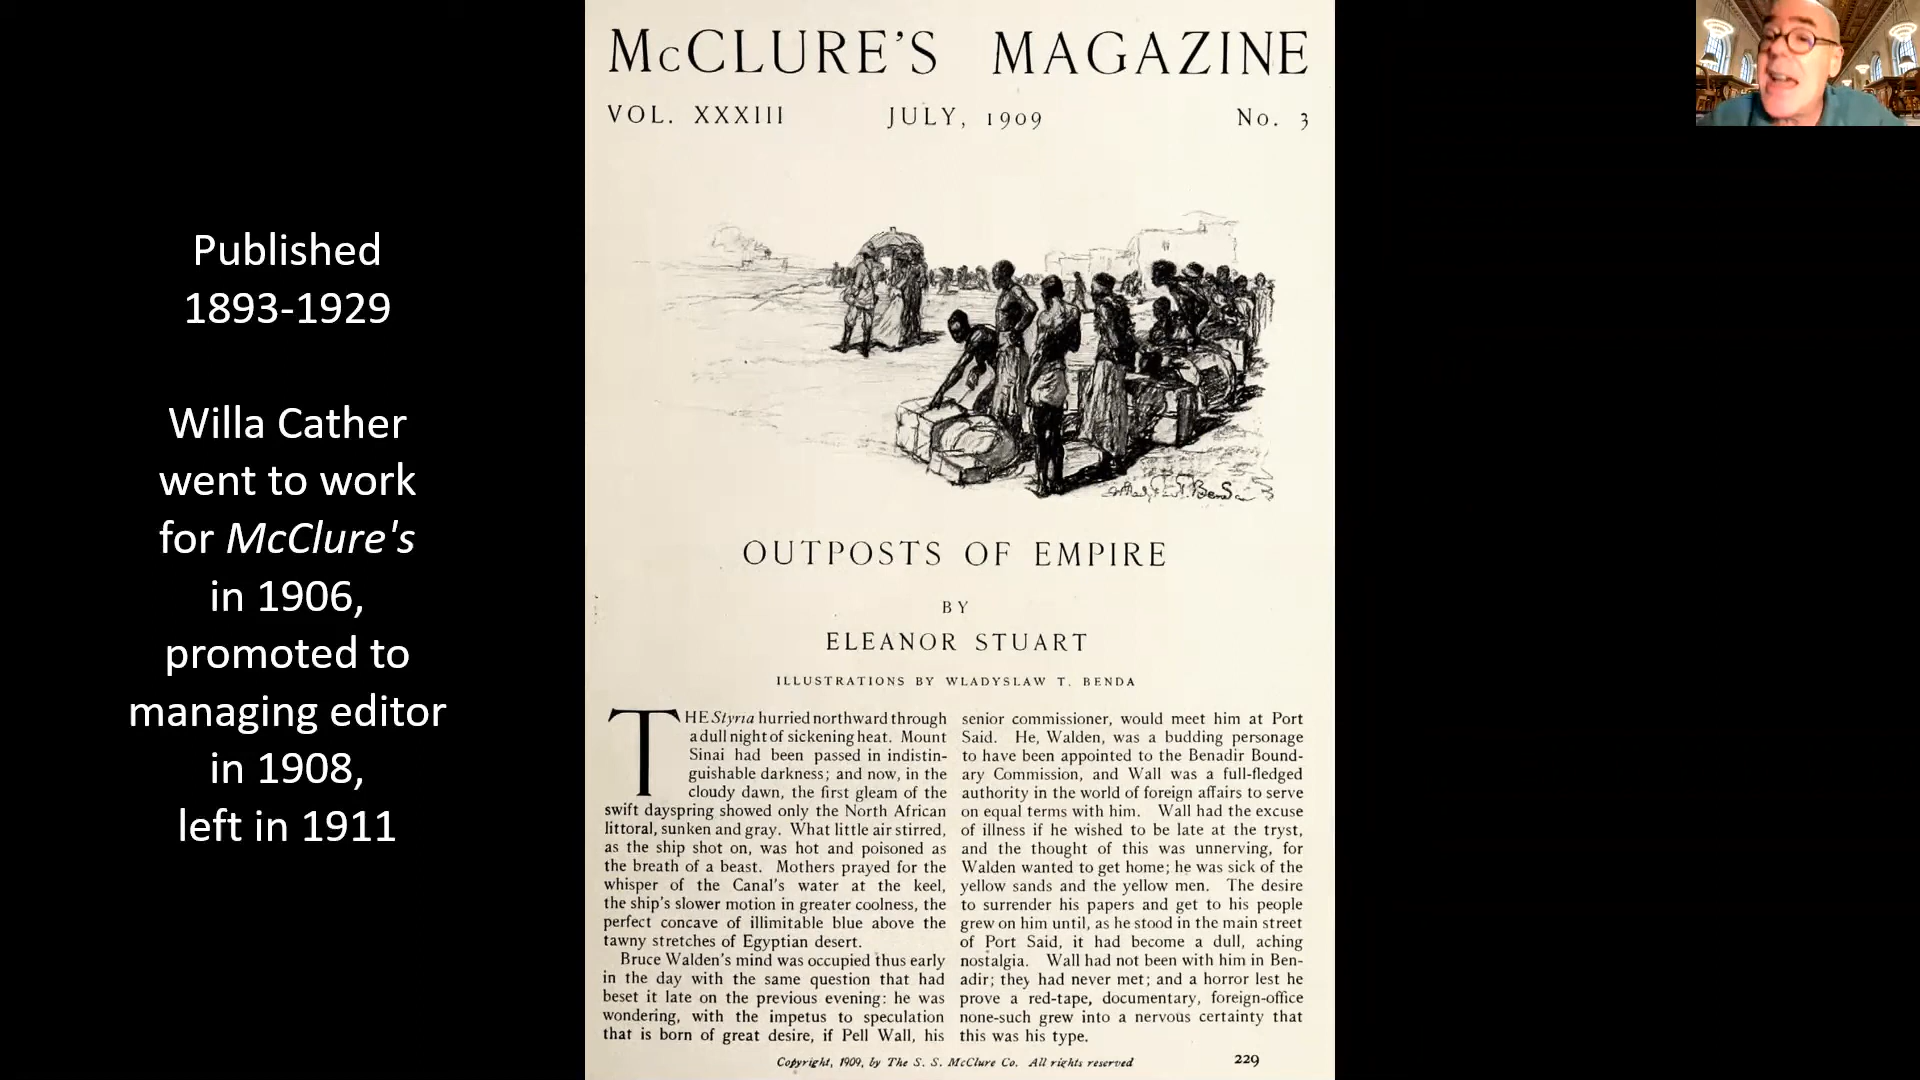 Published
1893-1929
Willa Cather
went to work
for McClure's
in 1906,
promoted to
managing editor
in 1908,
left in 1911
McCLURE'S MAGAZINE
VOL. XXXIII JULY, 1909 No. 3
OUTPOSTS OF EMPIRE
BY
ELEANOR STUART
ILLUSTRATIONS BY WLADYSLAW T. BENDA
THE Styria hurried northward through
a dull night of sickening heat. Mount
Sinai had been passed in indistin-
guishable darkness; and now, in the
cloudy dawn, the first gleam of the
swift dayspring showed only the North African
littoral, sunken and gray. What little air stirred,
as the ship shot on, was hot and poisoned as
the breath of a beast. Mothers prayed for the
whisper of the Canal's water at the keel,
the ship's slower motion in greater coolness, the
perfect concave of illimitable blue above the
tawny stretches of Egyptian desert.
Bruce Walden's mind was occupied thus early
in the day with the same question that had
beset it late on the previous evening: he was
wondering, with the impetus to speculation
that is born of great desire, if Pell Wall, his
senior commissioner, would meet him at Port
Said. He, Walden, was a budding personage
to have been appointed to the Benadir Bound-
ary Commission, and Wall was a full-fledged
authority in the world of foreign affairs to serve
on equal terms with him. Wall had the excuse
of illness if he wished to be late at the tryst,
and the thought of this was unnerving, for
Walden wanted to get home; he was sick of the
yellow sands and the yellow men. The desire
to surrender his papers and get to his people
grew on him until, as he stood in the main street
of Port Said, it had become a dull, aching
nostalgia. Wall had not been with him in Ben-
adir; they had never met; and a horror lest he
prove a red-tape, documentary, foreign-office
none-such grew into a nervous certainty that
this was his type.
Copyright, 1909, by The S. S. McClure Co. All rights reserved 229